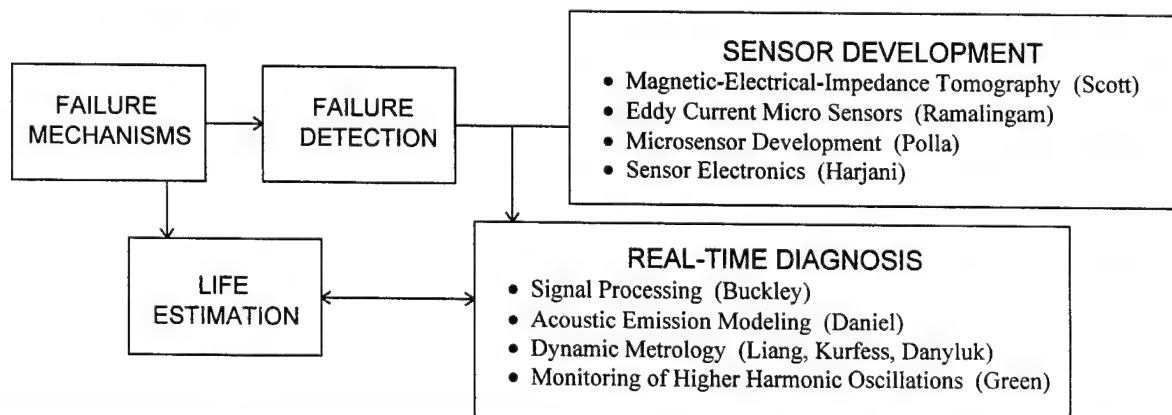 FAILURE
MECHANISMS
FAILURE
DETECTION
SENSOR DEVELOPMENT
• Magnetic-Electrical-Impedance Tomography (Scott)
• Eddy Current Micro Sensors (Ramalingam)
• Microsensor Development (Polla)
• Sensor Electronics (Harjani)
LIFE
ESTIMATION
REAL-TIME DIAGNOSIS
• Signal Processing (Buckley)
• Acoustic Emission Modeling (Daniel)
• Dynamic Metrology (Liang, Kurfess, Danyluk)
• Monitoring of Higher Harmonic Oscillations (Green)